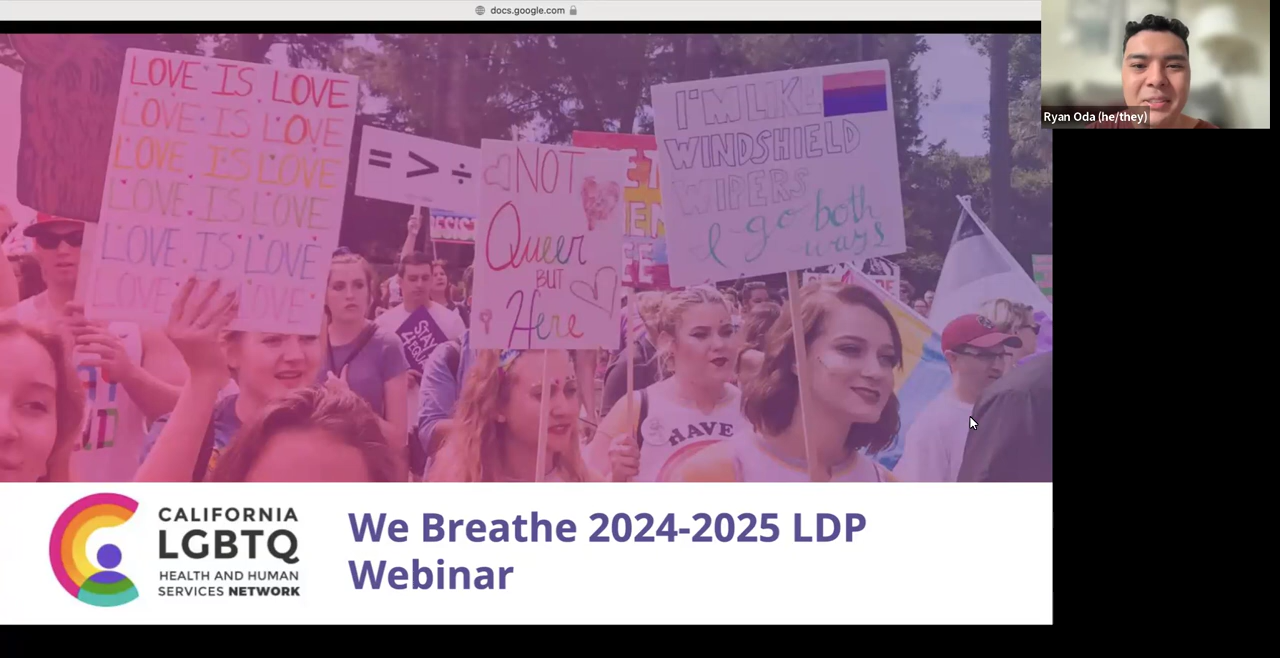 docs.google.com
Ryan Oda (he/they)
LOVE IS LOVE
LOVE IS LOVE
LOVE IS LOVE
LOVE IS LOVE
LOVE IS LOVE
LOVE LOVE
= > ÷
NOT
Queer
BUT
Here
I'M LIKE
WINDSHIELD
WIPERS
I go both
ways
HAVE
CALIFORNIA
LGBTQ
HEALTH AND HUMAN
SERVICES NETWORK
We Breathe 2024-2025 LDP
Webinar